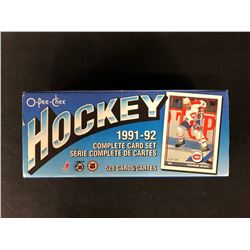 O-Pee-Chee
HOCKEY
1991-92
COMPLETE CARD SET
SERIE COMPLETE DE CARTES
528 CARDS/CARTES